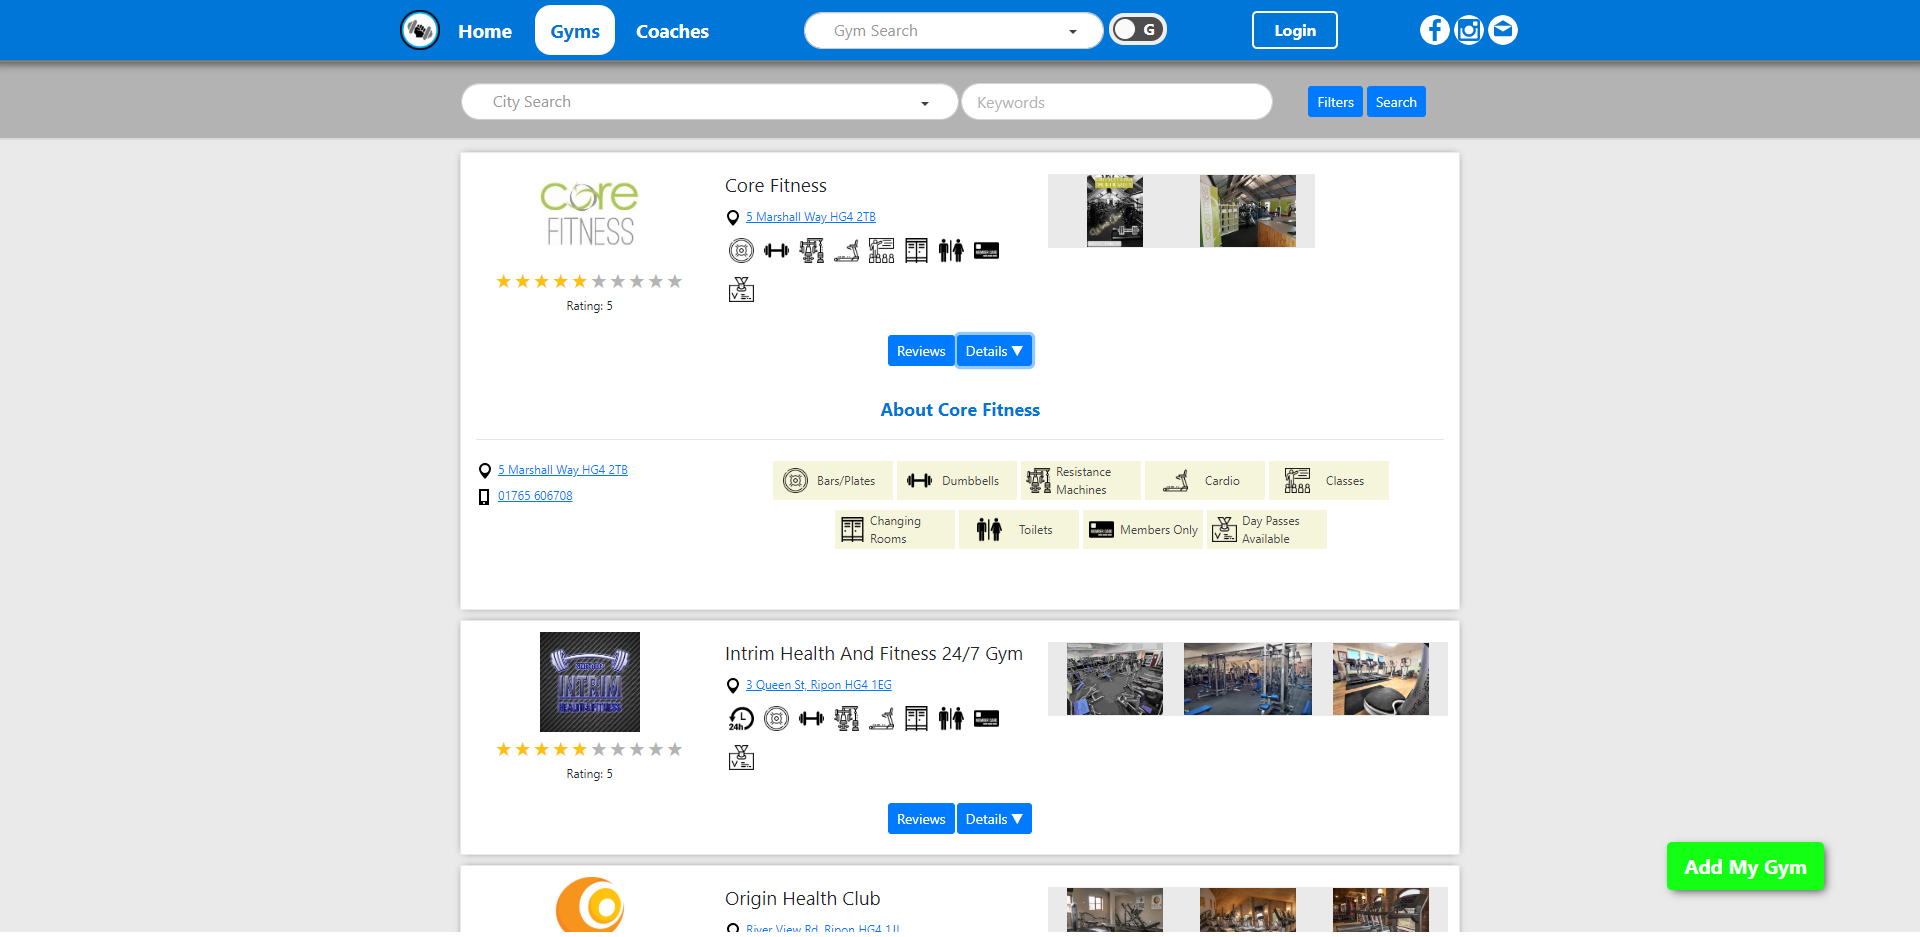 Home
Gyms
Coaches
Gym Search
G
Login
City Search
Keywords
Filters
Search
core
FITNESS
Rating: 5
Core Fitness
5 Marshall Way HG4 2TB
Reviews
Details ▼
About Core Fitness
5 Marshall Way HG4 2TB
01765 606708
Bars/Plates
Dumbbells
Resistance
Machines
Cardio
Classes
Changing
Rooms
Toilets
Members Only
Day Passes
Available
INTRIM
HEALTH & FITNESS
Rating: 5
Intrim Health And Fitness 24/7 Gym
3 Queen St, Ripon HG4 1EG
24h
Reviews
Details ▼
Origin Health Club
River View Rd, Ripon HG4 1JL
Add My Gym